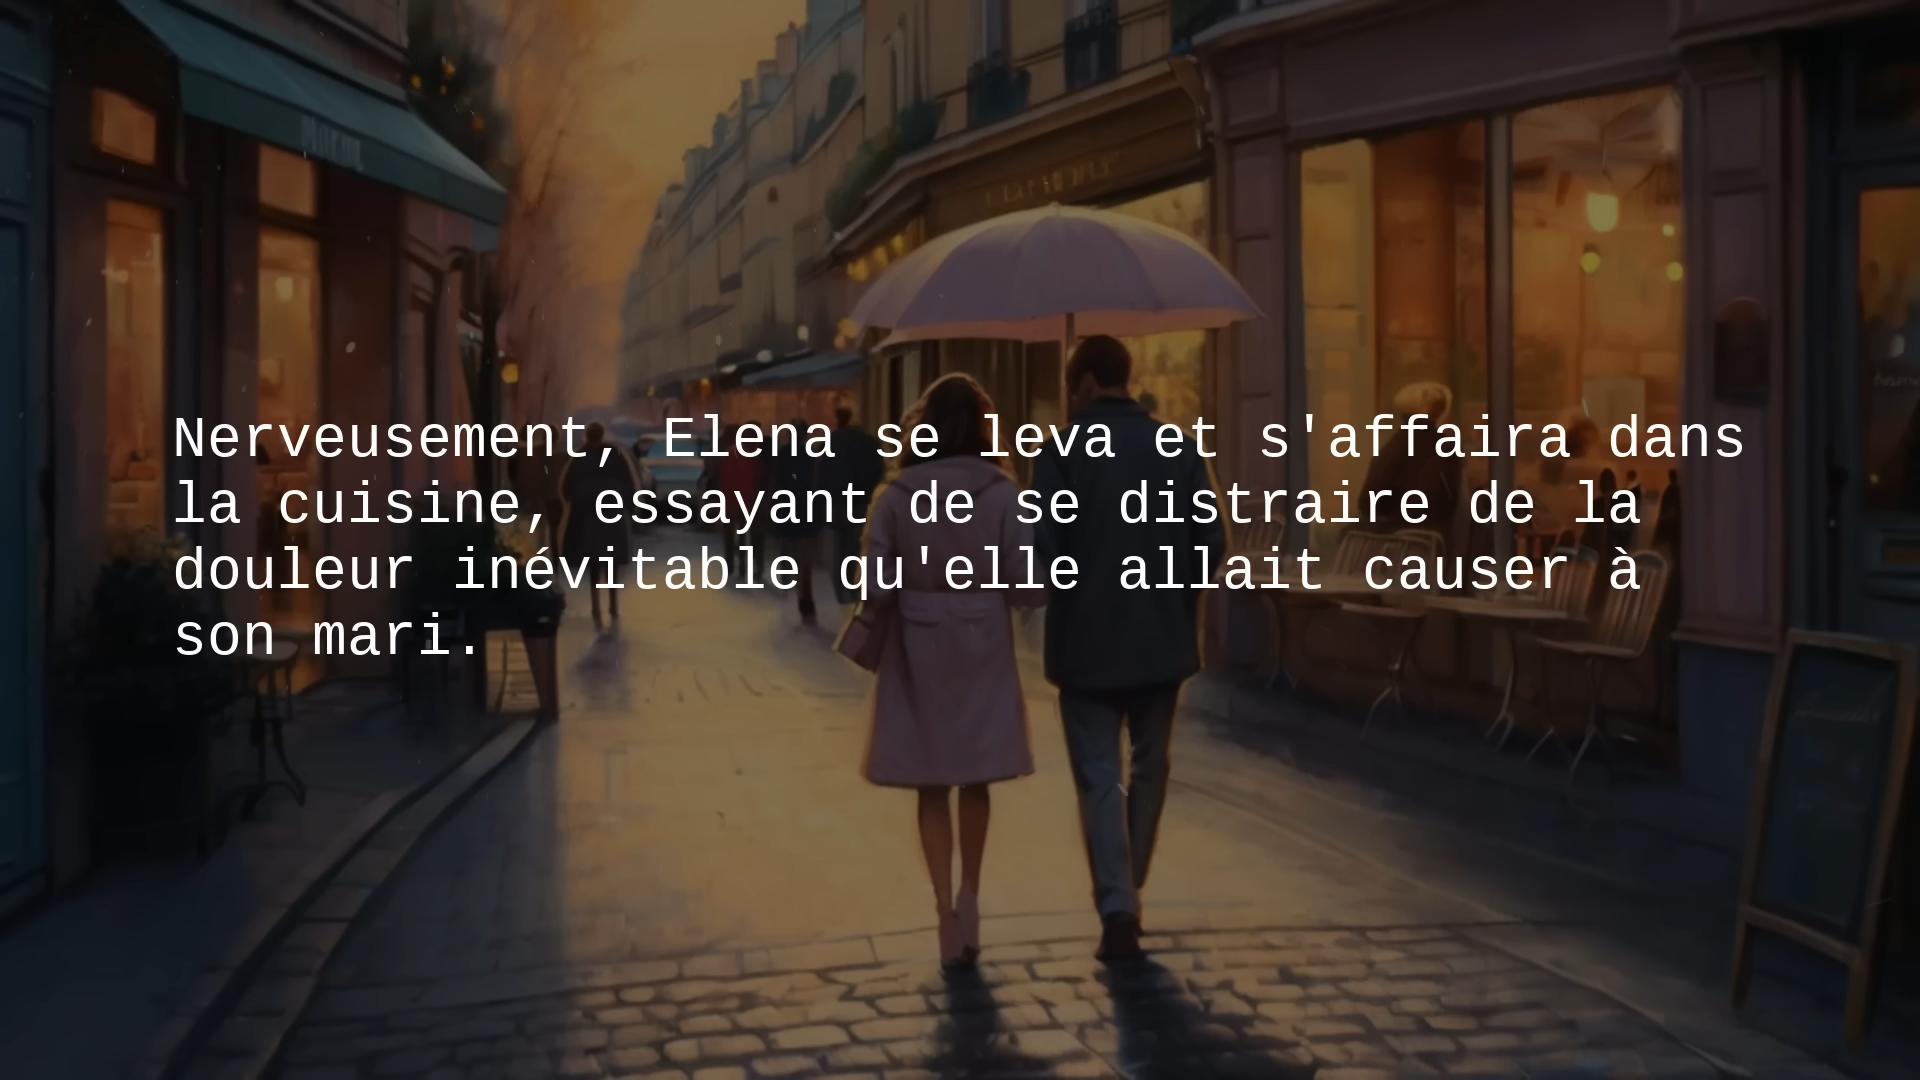 Nerveusement, Elena se leva et s'affaira dans
la cuisine, essayant de se distraire de la
douleur inévitable qu'elle allait causer à
son mari.